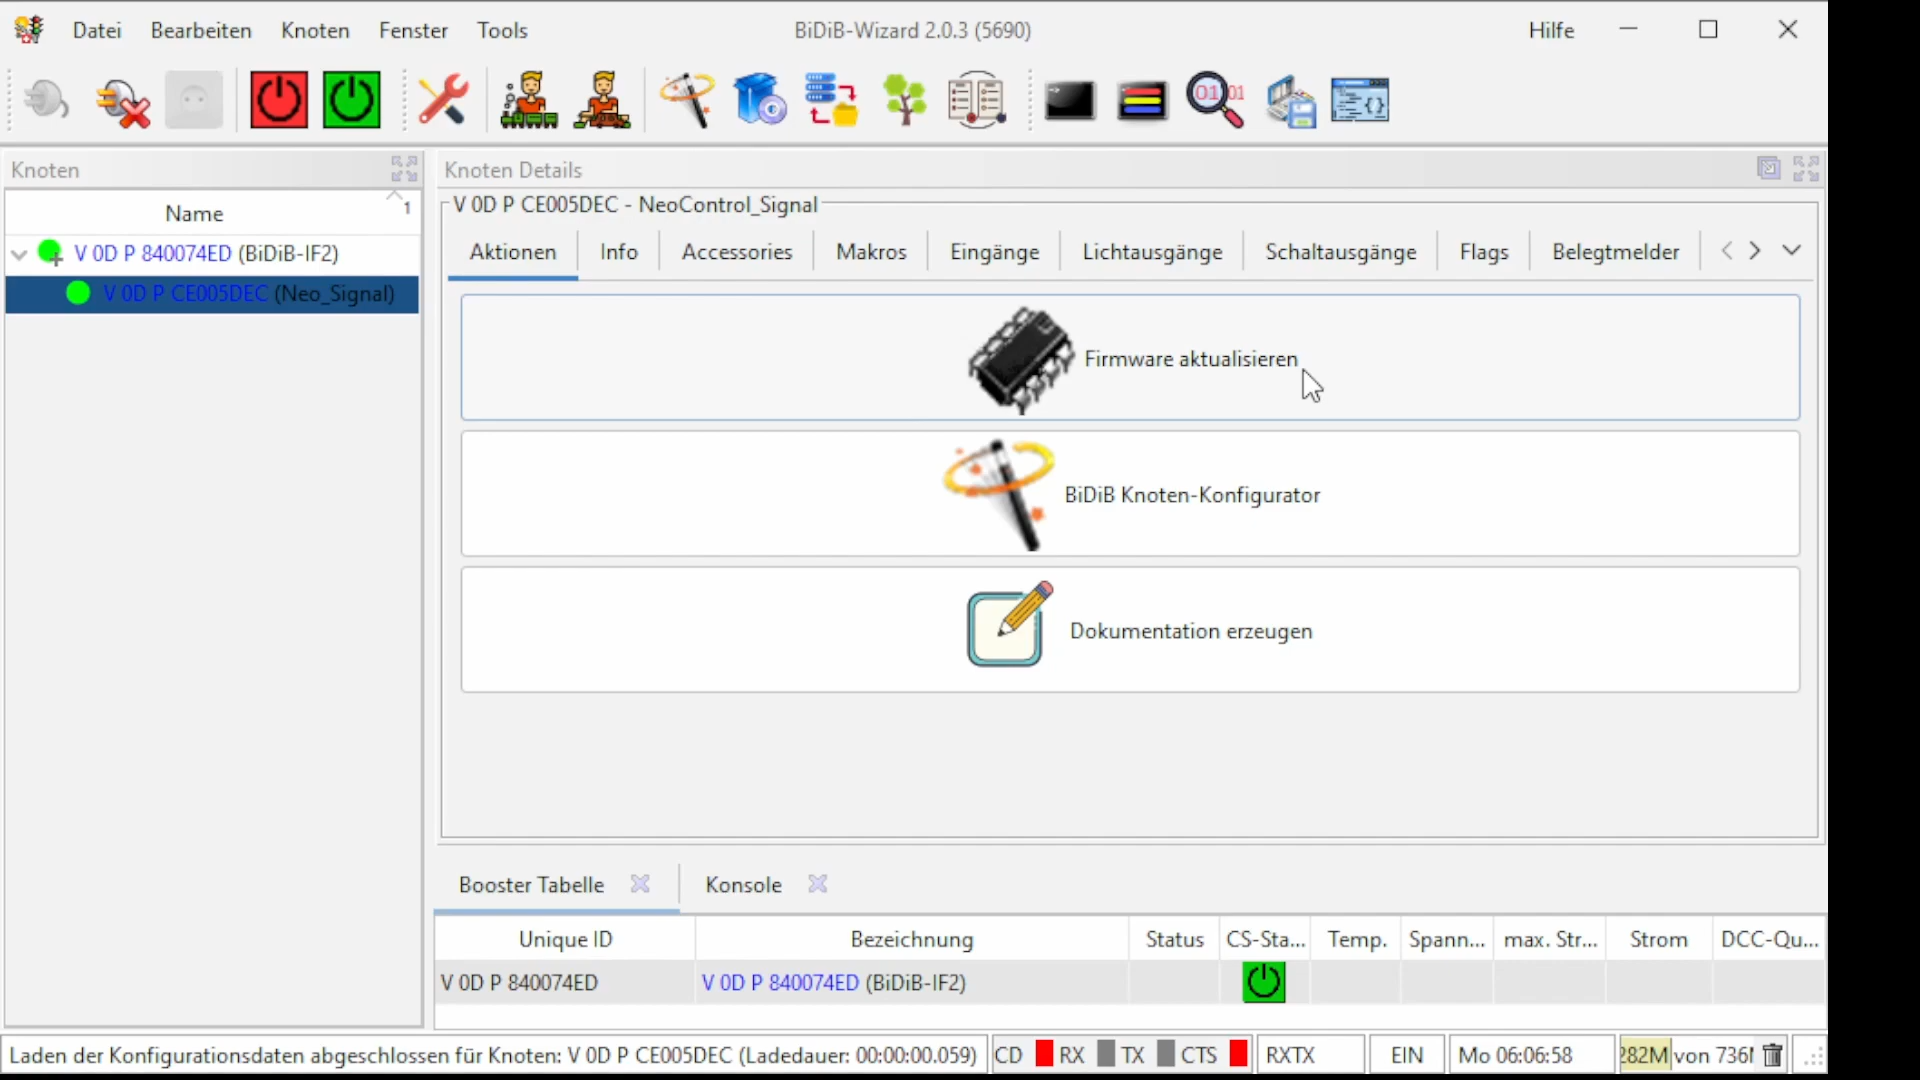 Datei Bearbeiten Knoten Fenster Tools BiDiB-Wizard 2.0.3 (5690) Hilfe
Knoten
Name 1
V 0D P 840074ED (BiDiB-IF2)
V 0D P CE005DEC (Neo_Signal)
Knoten Details
V 0D P CE005DEC - NeoControl_Signal
Aktionen Info Accessories Makros Eingänge Lichtausgänge Schaltausgänge Flags Belegtmelder
Firmware aktualisieren
BiDiB Knoten-Konfigurator
Dokumentation erzeugen
Booster Tabelle Konsole
Unique ID Bezeichnung Status CS-Sta... Temp. Spann... max. Str... Strom DCC-Qu...
V 0D P 840074ED V 0D P 840074ED (BiDiB-IF2)
Laden der Konfigurationsdaten abgeschlossen für Knoten: V 0D P CE005DEC (Ladedauer: 00:00:00.059) CD RX TX CTS RXTX EIN Mo 06:06:58 282M von 736